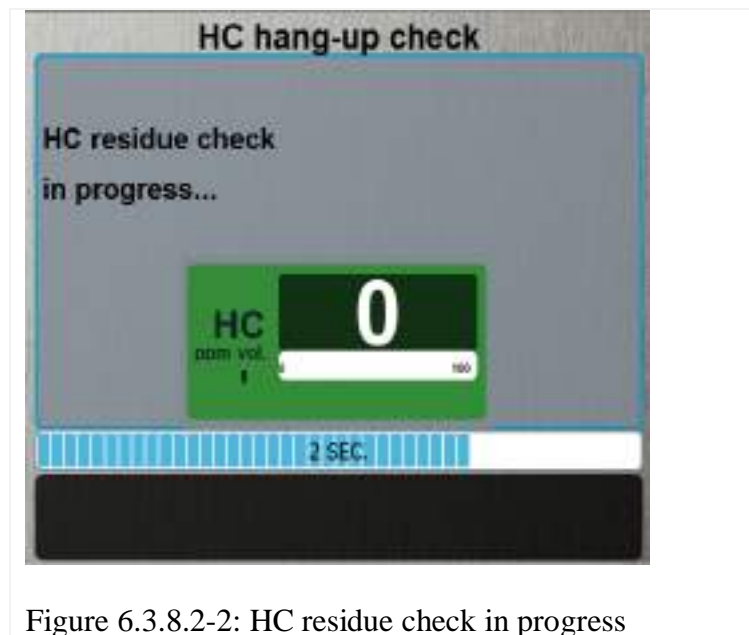 HC hang-up check
HC residue check
in progress...
HC
0
ppm vol.
0 100
2 SEC.
Figure 6.3.8.2-2: HC residue check in progress